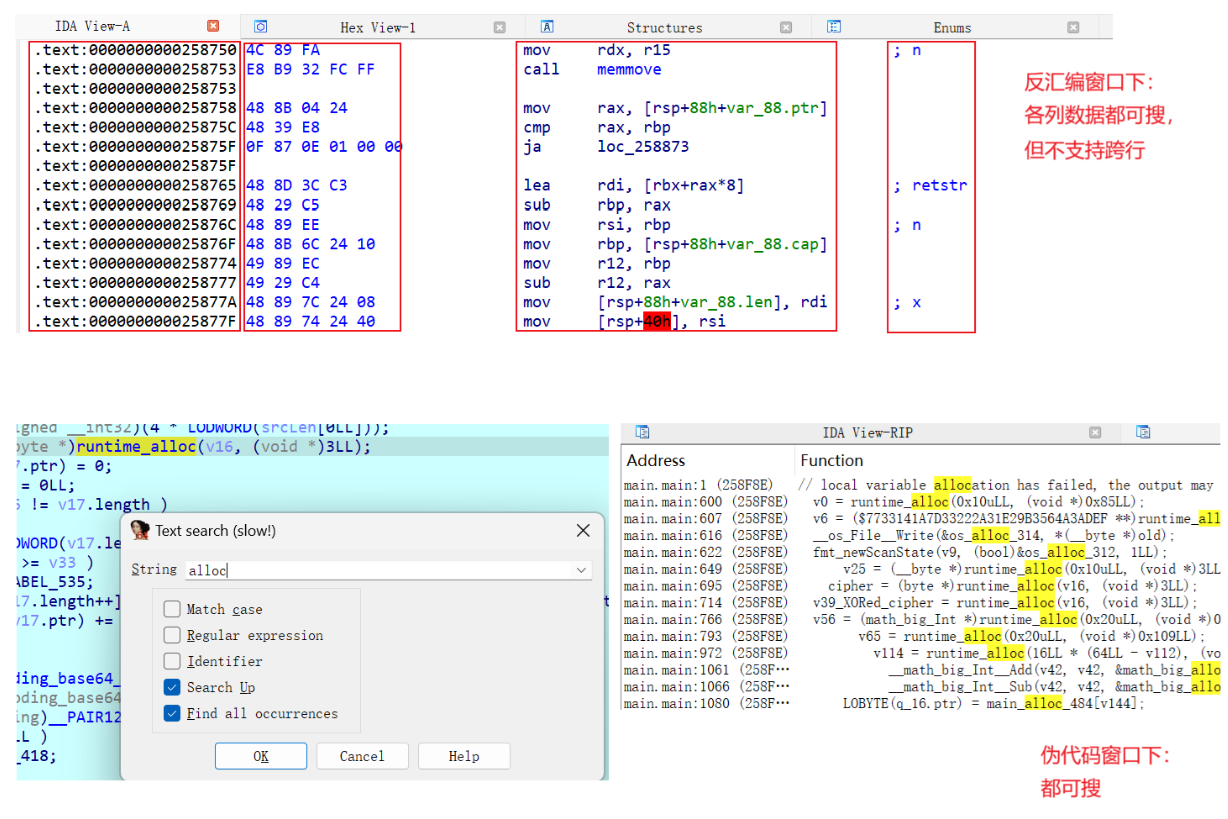 IDA View-A Hex View-1 Structures Enums
.text:0000000000258750 4C 89 FA mov rdx, r15 ; n
.text:0000000000258753 E8 B9 32 FC FF call memmove
.text:0000000000258753
.text:0000000000258758 48 8B 04 24 mov rax, [rsp+88h+var_88.ptr]
.text:000000000025875C 48 39 E8 cmp rax, rbp
.text:000000000025875F 0F 87 0E 01 00 00 ja loc_258873
.text:000000000025875F
.text:0000000000258765 48 8D 3C C3 lea rdi, [rbx+rax*8] ; retstr
.text:0000000000258769 48 29 C5 sub rbp, rax
.text:000000000025876C 48 89 EE mov rsi, rbp ; n
.text:000000000025876F 48 8B 6C 24 10 mov rbp, [rsp+88h+var_88.cap]
.text:0000000000258774 49 89 EC mov r12, rbp
.text:0000000000258777 49 29 C4 sub r12, rax
.text:000000000025877A 48 89 7C 24 08 mov [rsp+88h+var_88.len], rdi ; x
.text:000000000025877F 48 89 74 24 40 mov [rsp+40h], rsi
反汇编窗口下:
各列数据都可搜,
但不支持跨行
igned __int32)(4 * LODWORD(srcLen[0LL]));
byte *)runtime_alloc(v16, (void *)3LL);
7.ptr) = 0;
= 0LL;
6 != v17.length )
DWORD(v17.le
>= v33 )
ABEL_535;
17.length++]
v17.ptr) +=
ding_base64_
oding_base64
ing)__PAIR12
LL )
_418;
Text search (slow!)
String alloc
Match case
Regular expression
Identifier
Search Up
Find all occurrences
OK Cancel Help
IDA View-RIP
Address Function
main.main:1 (258F8E) // local variable allocation has failed, the output may
main.main:600 (258F8E) v0 = runtime_alloc(0x10uLL, (void *)0x85LL);
main.main:607 (258F8E) v6 = ($7733141A7D33222A31E29B3564A3ADEF **)runtime_all
main.main:616 (258F8E) __os_File__Write(&os_alloc_314, *(__byte *)old);
main.main:622 (258F8E) fmt_newScanState(v9, (bool)&os_alloc_312, 1LL);
main.main:649 (258F8E) v25 = (__byte *)runtime_alloc(0x10uLL, (void *)3LL
main.main:695 (258F8E) cipher = (byte *)runtime_alloc(v16, (void *)3LL);
main.main:714 (258F8E) v39_XORed_cipher = runtime_alloc(v16, (void *)3LL);
main.main:766 (258F8E) v56 = (math_big_Int *)runtime_alloc(0x20uLL, (void *)0
main.main:793 (258F8E) v65 = runtime_alloc(0x20uLL, (void *)0x109LL);
main.main:972 (258F8E) v114 = runtime_alloc(16LL * (64LL - v112), (vo
main.main:1061 (258F… __math_big_Int__Add(v42, v42, &math_big_allo
main.main:1066 (258F… __math_big_Int__Sub(v42, v42, &math_big_allo
main.main:1080 (258F… LOBYTE(q_16.ptr) = main_alloc_484[v144];
伪代码窗口下:
都可搜